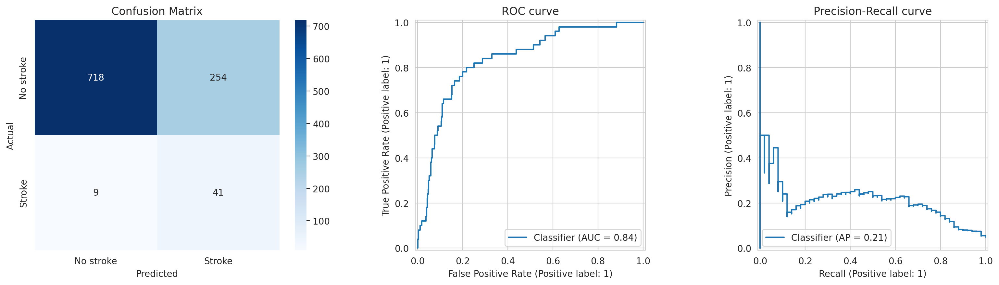 Confusion Matrix
No stroke
Stroke
Actual
718
254
9
41
No stroke
Stroke
Predicted
700
600
500
400
300
200
100
ROC curve
True Positive Rate (Positive label: 1)
1.0
0.8
0.6
0.4
0.2
0.0
Classifier (AUC = 0.84)
0.0
0.2
0.4
0.6
0.8
1.0
False Positive Rate (Positive label: 1)
Precision-Recall curve
Precision (Positive label: 1)
1.0
0.8
0.6
0.4
0.2
0.0
Classifier (AP = 0.21)
0.0
0.2
0.4
0.6
0.8
1.0
Recall (Positive label: 1)